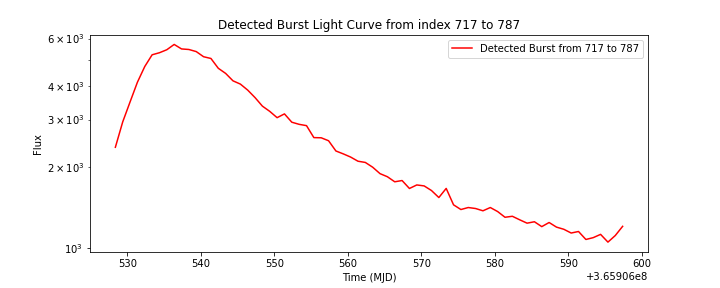 Detected Burst Light Curve from index 717 to 787
Detected Burst from 717 to 787
Flux
6 × 10³
4 × 10³
3 × 10³
2 × 10³
10³
530 540 550 560 570 580 590 600
Time (MJD)
+3.65906e8